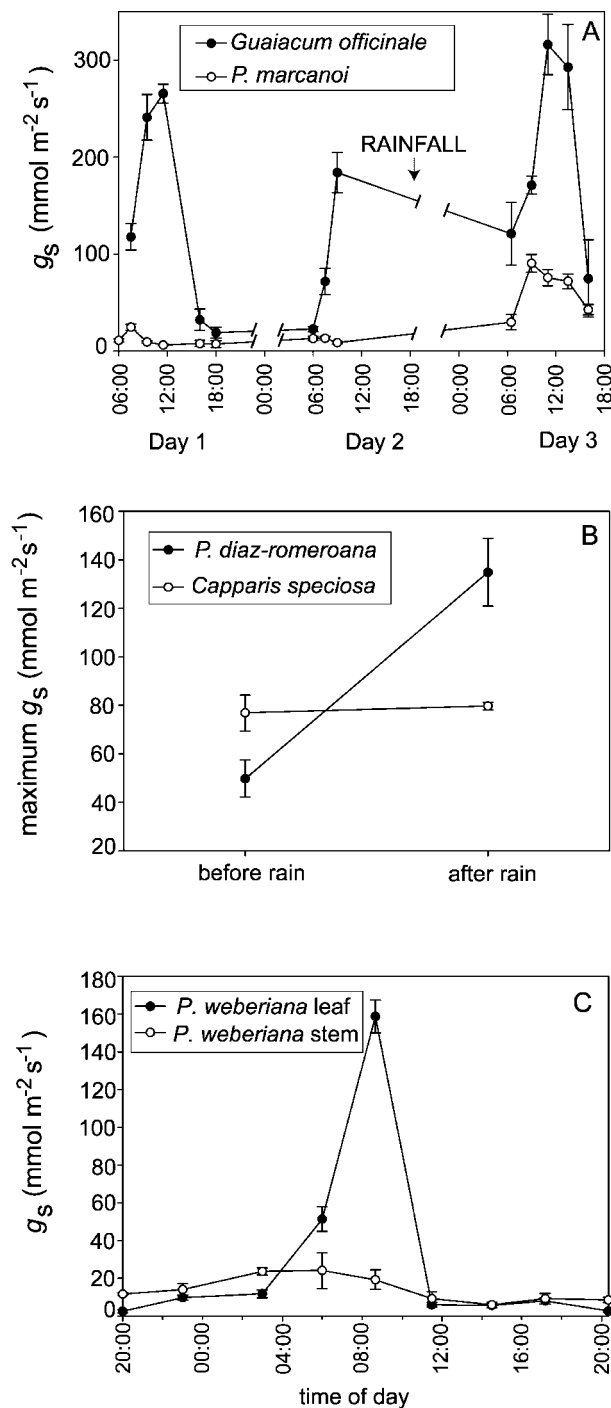 A
Guaiacum officinale
P. marcanoi
RAINFALL
gs (mmol m-2 s-1)
300
200
100
0
06:00 12:00 18:00 00:00 06:00 12:00 18:00 00:00 06:00 12:00 18:00
Day 1 Day 2 Day 3
B
P. diaz-romeroana
Capparis speciosa
maximum gs (mmol m-2s-1)
160
140
120
100
80
60
40
20
before rain after rain
C
P. weberiana leaf
P. weberiana stem
gs (mmol m-2 s-1)
180
160
140
120
100
80
60
40
20
0
20:00 00:00 04:00 08:00 12:00 16:00 20:00
time of day